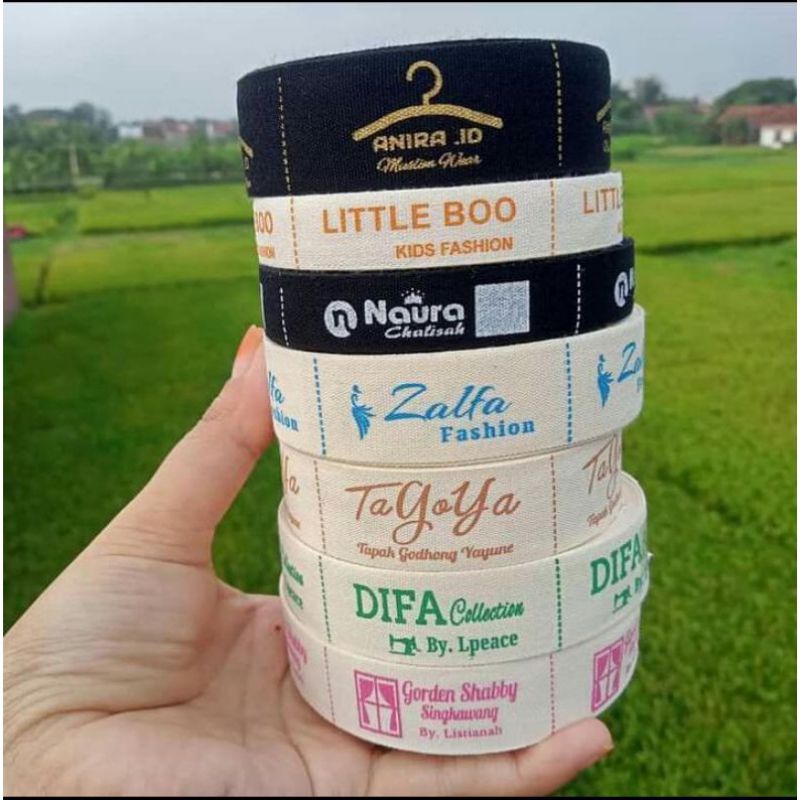 ANIRA .ID
Muslim Wear
LITTLE BOO
KIDS FASHION
Naura
Chalisah
Zalfa
Fashion
TaGoYa
Tapak Godhong Yayune
DIFA Collection
By. Lpeace
Gorden Shabby
Singkawang
By. Listianah